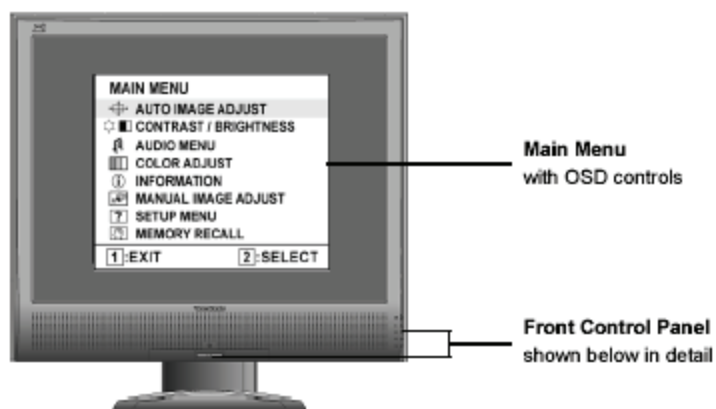 MAIN MENU
AUTO IMAGE ADJUST
CONTRAST / BRIGHTNESS
AUDIO MENU
COLOR ADJUST
INFORMATION
MANUAL IMAGE ADJUST
? SETUP MENU
MEMORY RECALL
1 :EXIT 2 :SELECT
Main Menu
with OSD controls
ViewSonic
Front Control Panel
shown below in detail